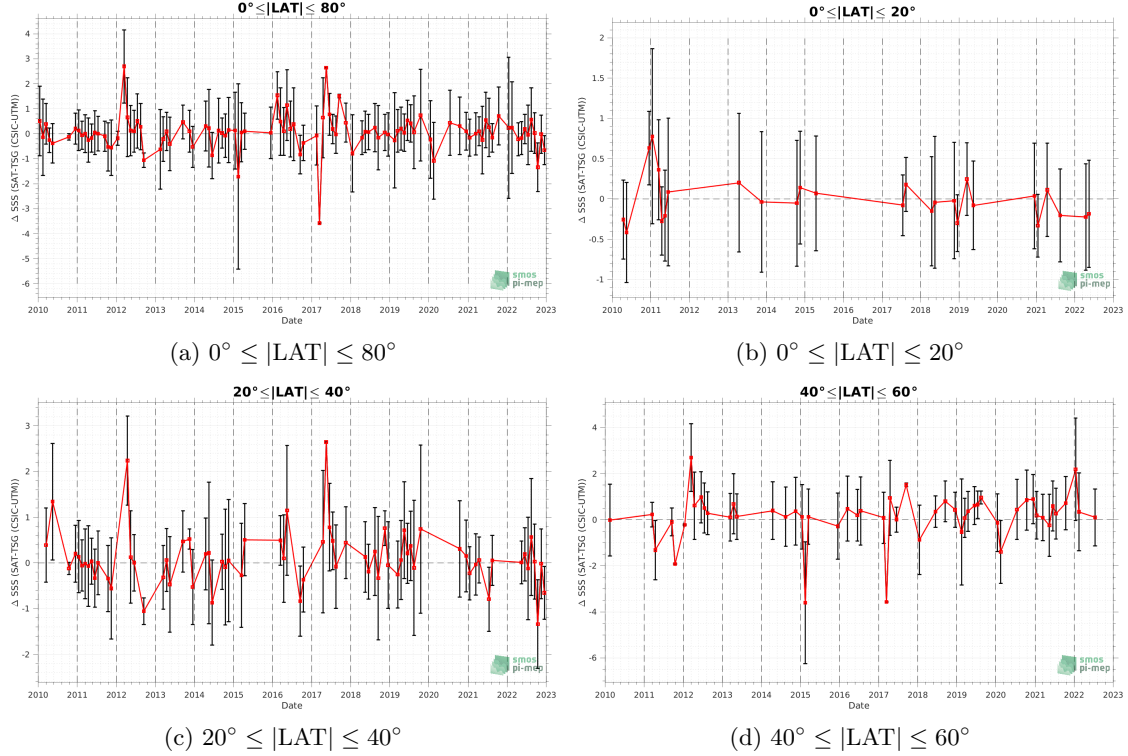 0°≤|LAT|≤ 80°
Δ SSS (SAT-TSG (CSIC-UTM))
4
3
2
1
0
-1
-2
-3
-4
-5
-6
2010 2011 2012 2013 2014 2015 2016 2017 2018 2019 2020 2021 2022 2023
Date
smos
pi-mep
(a) 0° ≤ |LAT| ≤ 80°
0°≤|LAT|≤ 20°
Δ SSS (SAT-TSG (CSIC-UTM))
2
1.5
1
0.5
0
-0.5
-1
2010 2011 2012 2013 2014 2015 2016 2017 2018 2019 2020 2021 2022 2023
Date
smos
pi-mep
(b) 0° ≤ |LAT| ≤ 20°
20°≤|LAT|≤ 40°
Δ SSS (SAT-TSG (CSIC-UTM))
3
2
1
0
-1
-2
2010 2011 2012 2013 2014 2015 2016 2017 2018 2019 2020 2021 2022 2023
Date
smos
pi-mep
(c) 20° ≤ |LAT| ≤ 40°
40°≤|LAT|≤ 60°
Δ SSS (SAT-TSG (CSIC-UTM))
4
2
0
-2
-4
-6
2010 2011 2012 2013 2014 2015 2016 2017 2018 2019 2020 2021 2022 2023
Date
smos
pi-mep
(d) 40° ≤ |LAT| ≤ 60°